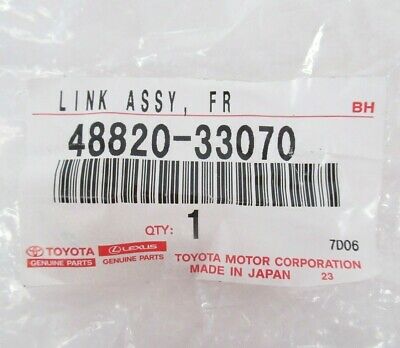 LINK ASSY, FR BH
48820-33070
QTY: 1 7D06
TOYOTA LEXUS
GENUINE PARTS GENUINE PARTS
TOYOTA MOTOR CORPORATION
MADE IN JAPAN 23